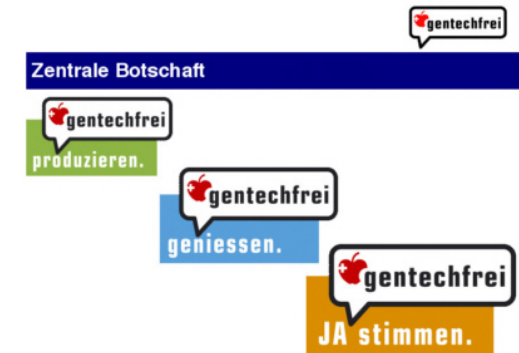 gentechfrei
Zentrale Botschaft
gentechfrei
produzieren.
gentechfrei
geniessen.
gentechfrei
JA stimmen.